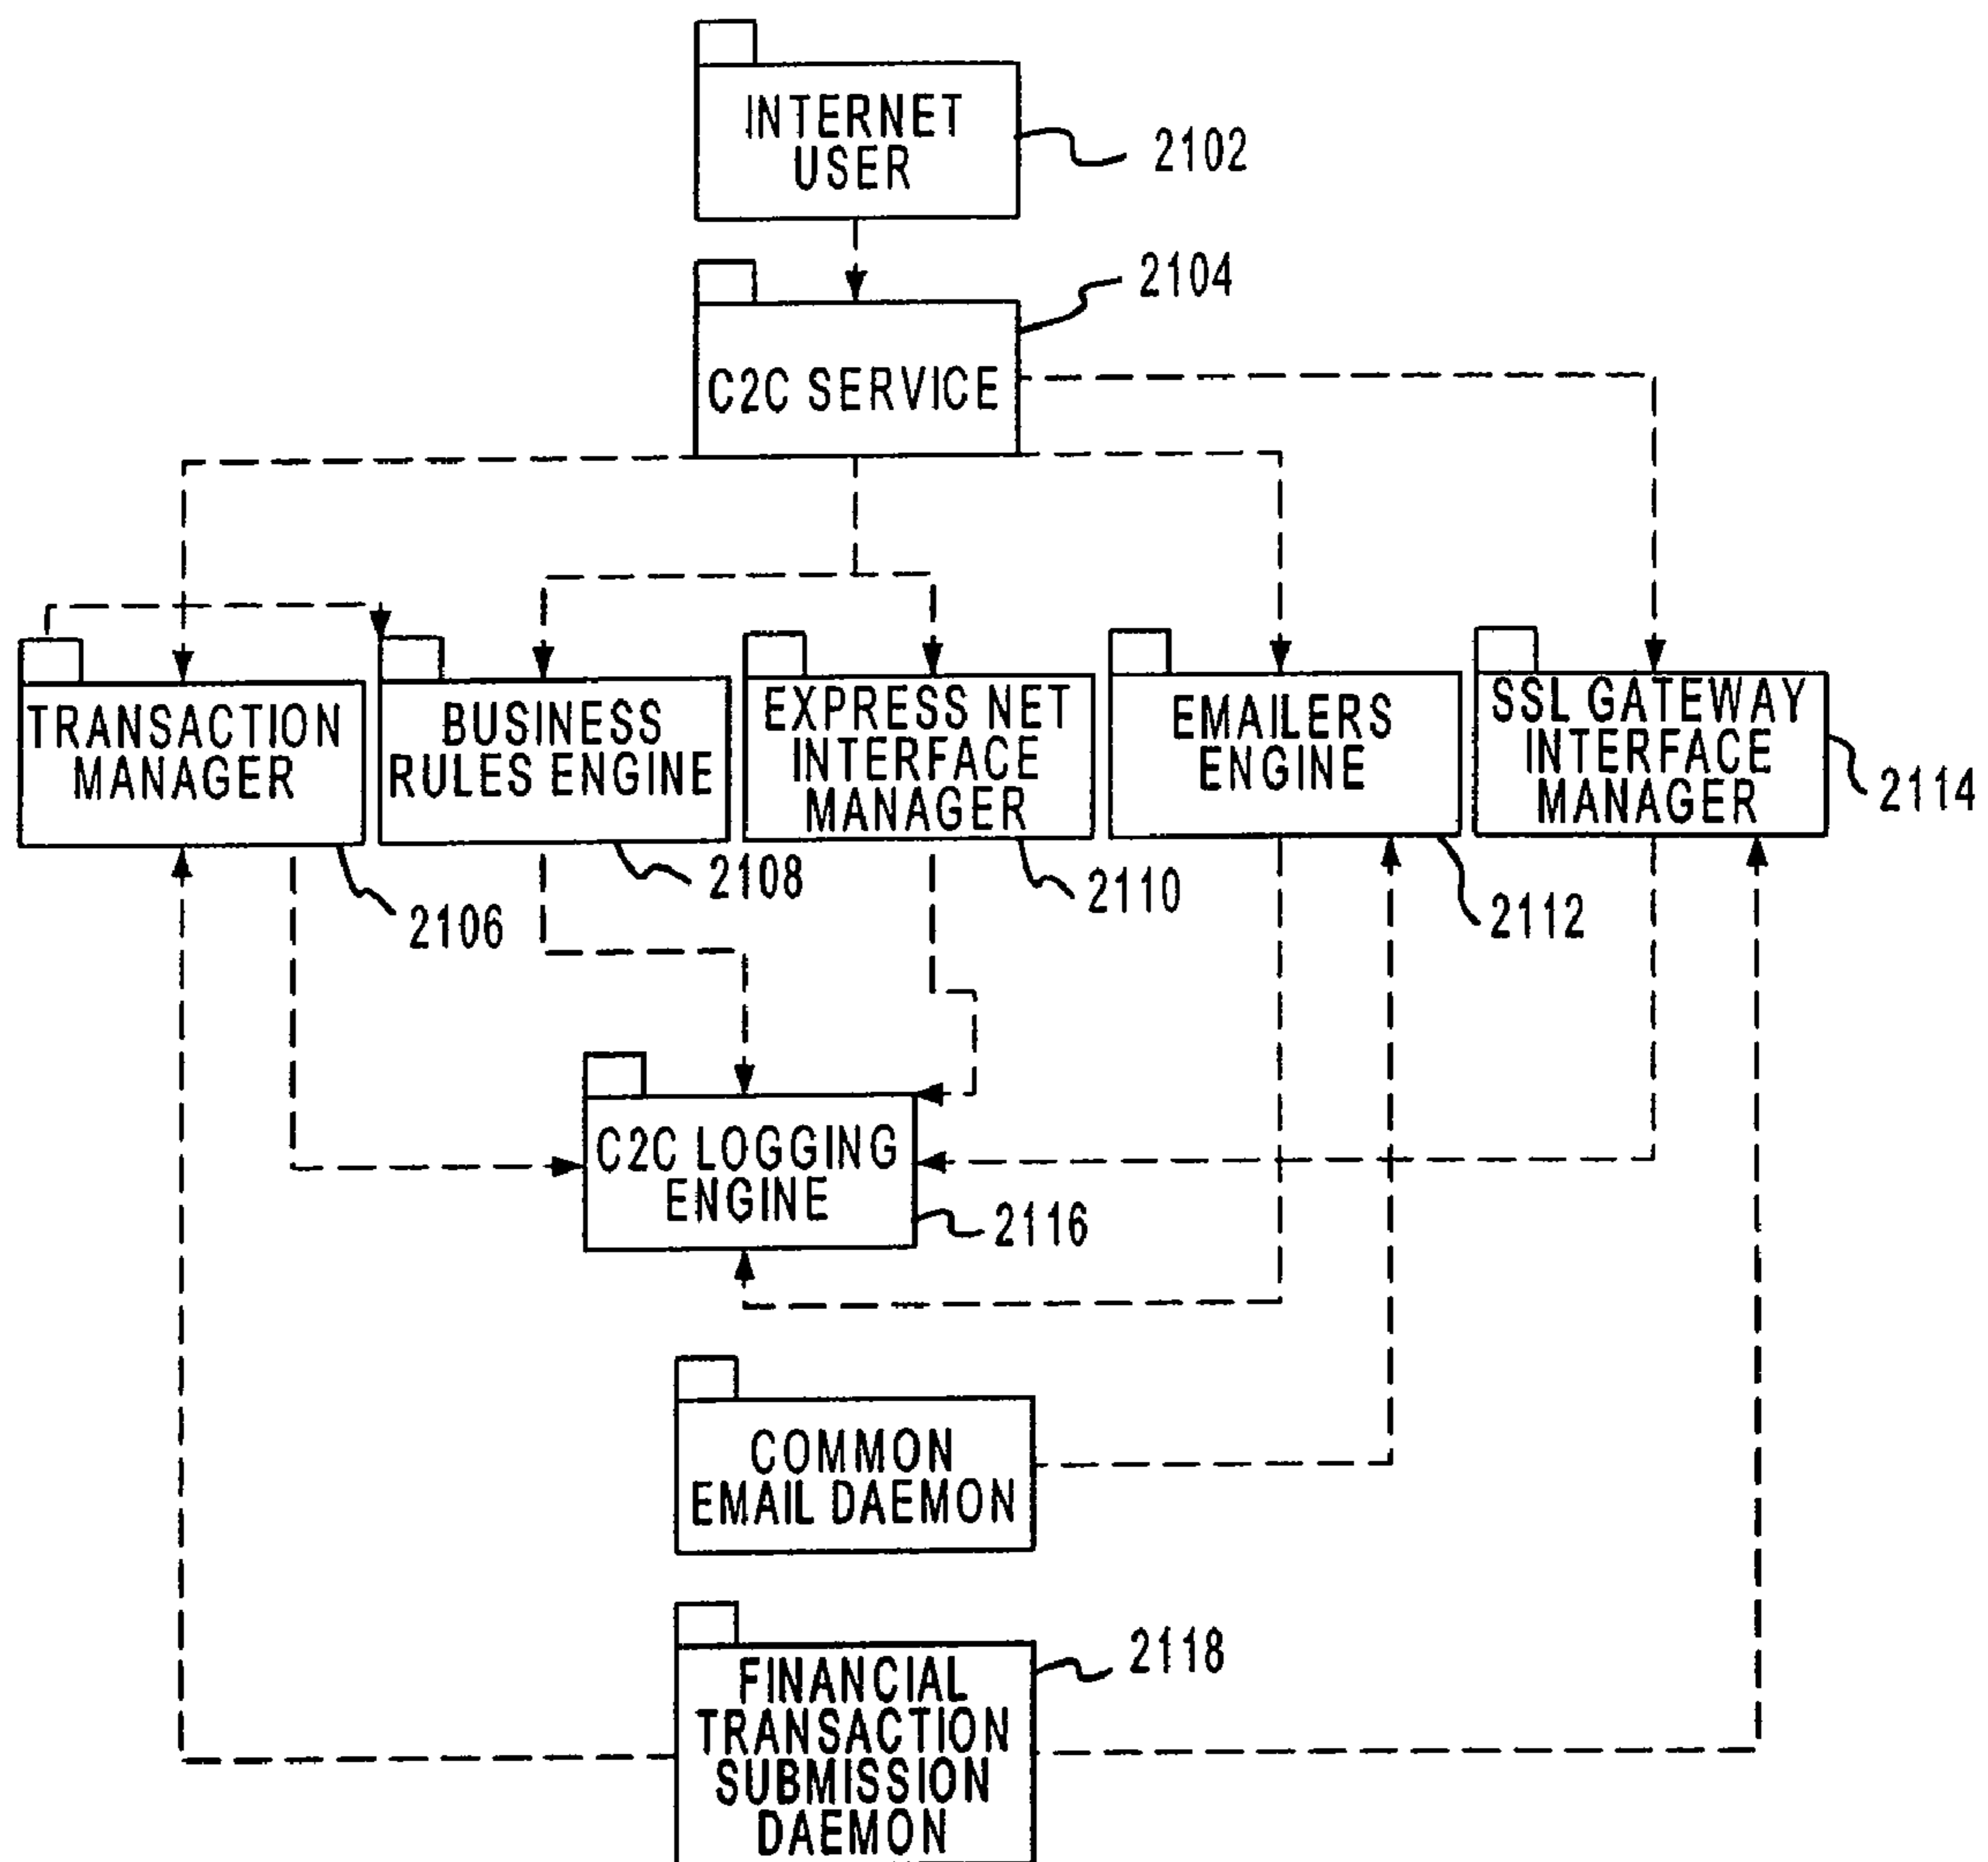 INTERNET
USER
2102
2104
C2C SERVICE
TRANSACTION
MANAGER
BUSINESS
RULES ENGINE
EXPRESS NET
INTERFACE
MANAGER
EMAILERS
ENGINE
SSL GATEWAY
INTERFACE
MANAGER
2114
2108
2110
2112
2106
C2C LOGGING
ENGINE
2116
COMMON
EMAIL DAEMON
2118
FINANCIAL
TRANSACTION
SUBMISSION
DAEMON